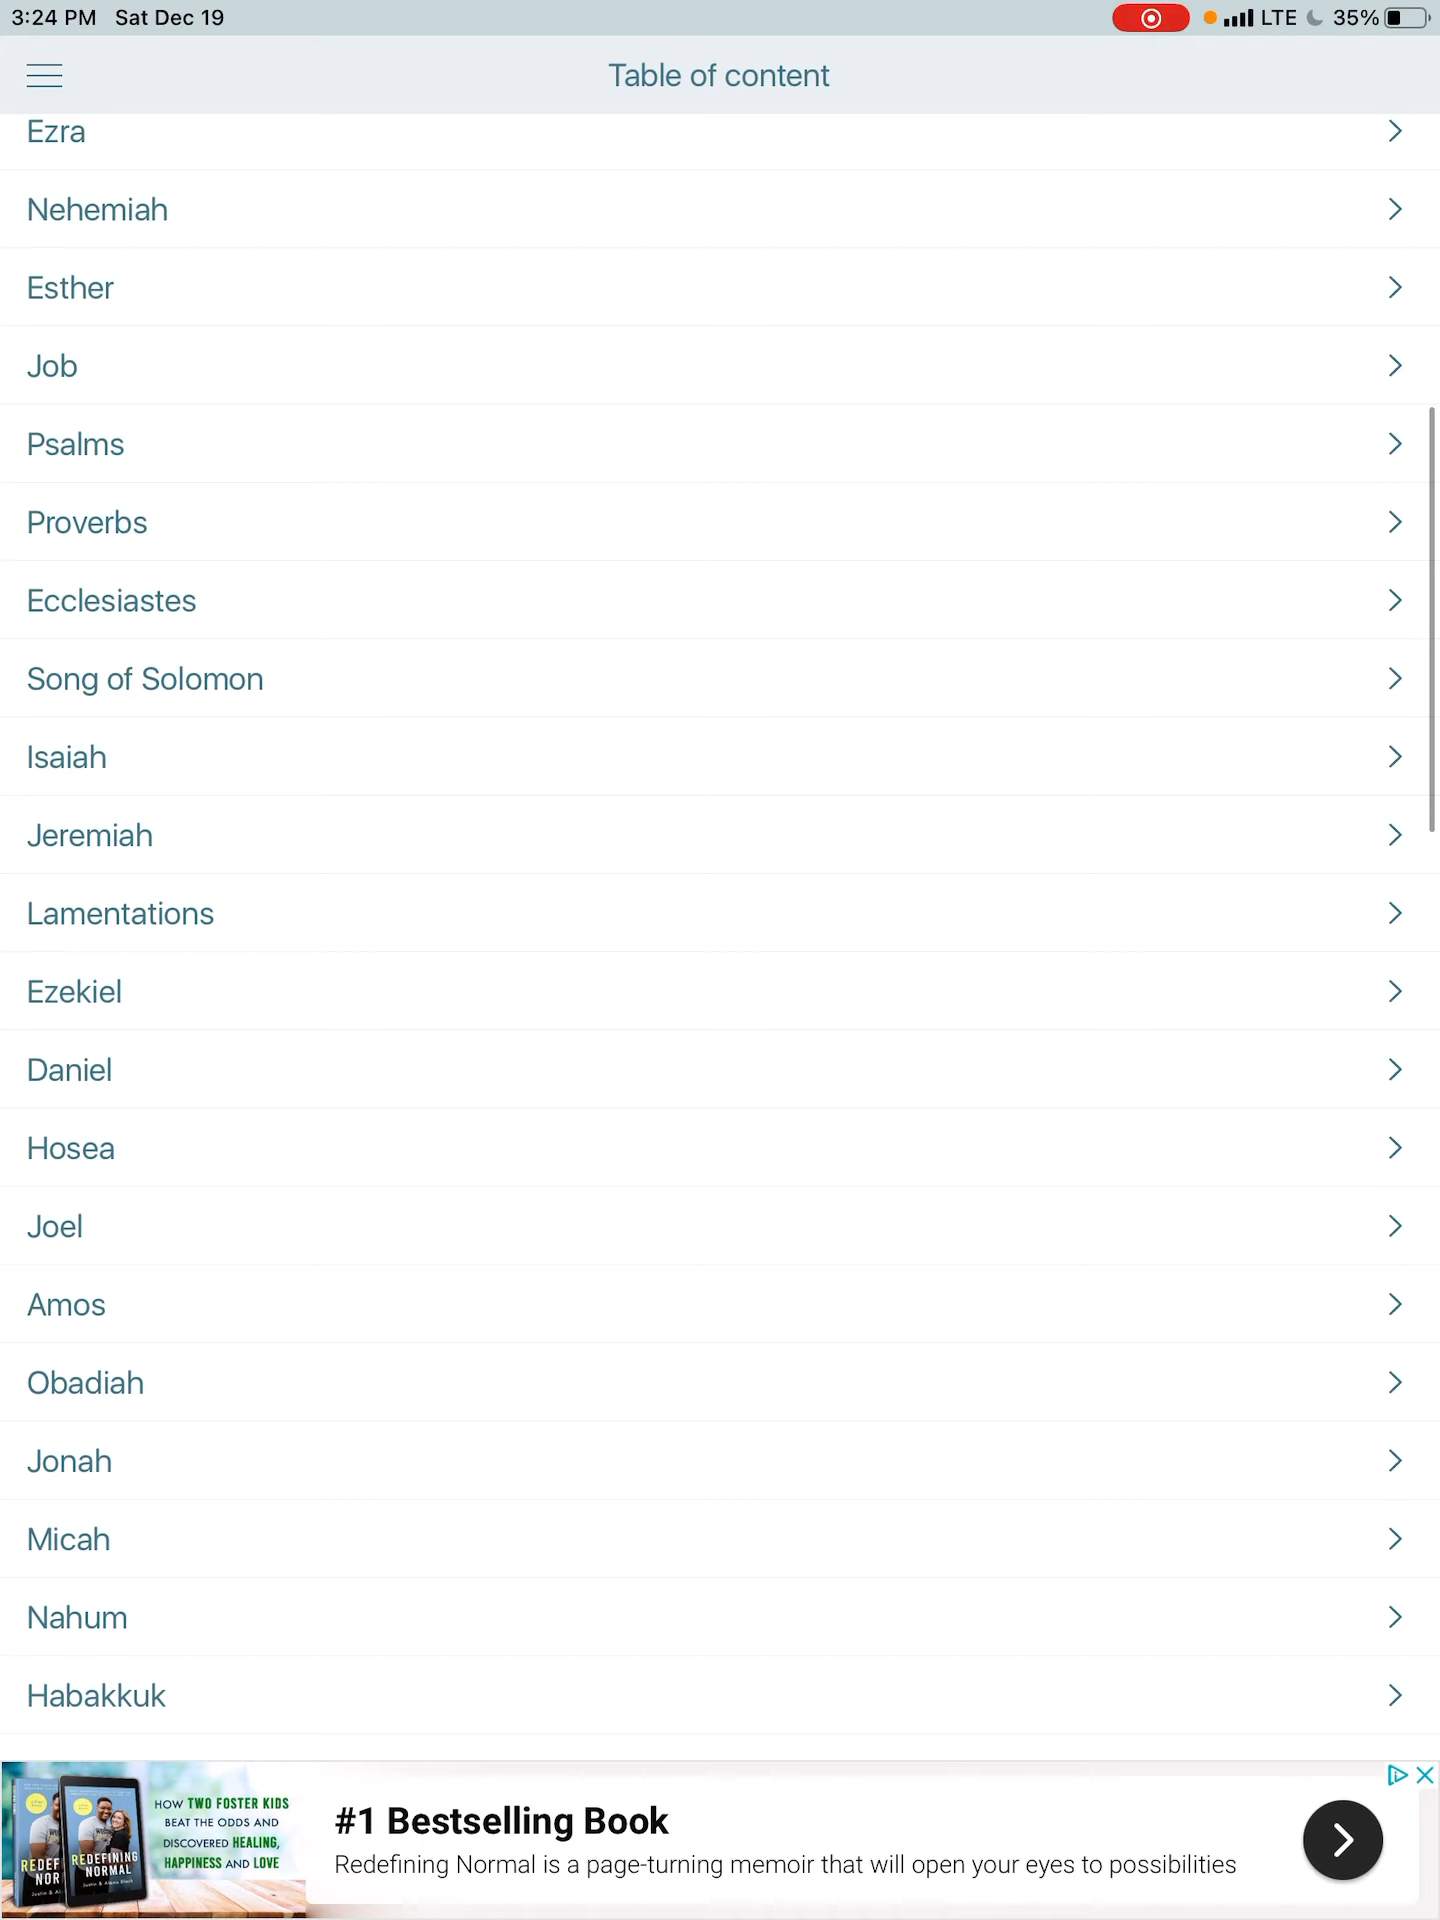 3:24 PM Sat Dec 19
LTE 35%
Table of content
Ezra
Nehemiah
Esther
Job
Psalms
Proverbs
Ecclesiastes
Song of Solomon
Isaiah
Jeremiah
Lamentations
Ezekiel
Daniel
Hosea
Joel
Amos
Obadiah
Jonah
Micah
Nahum
Habakkuk
HOW TWO FOSTER KIDS
BEAT THE ODDS AND
DISCOVERED HEALING,
HAPPINESS AND LOVE
REDEF
NOR
REDEFINING
NORMAL
#1 Bestselling Book
Redefining Normal is a page-turning memoir that will open your eyes to possibilities